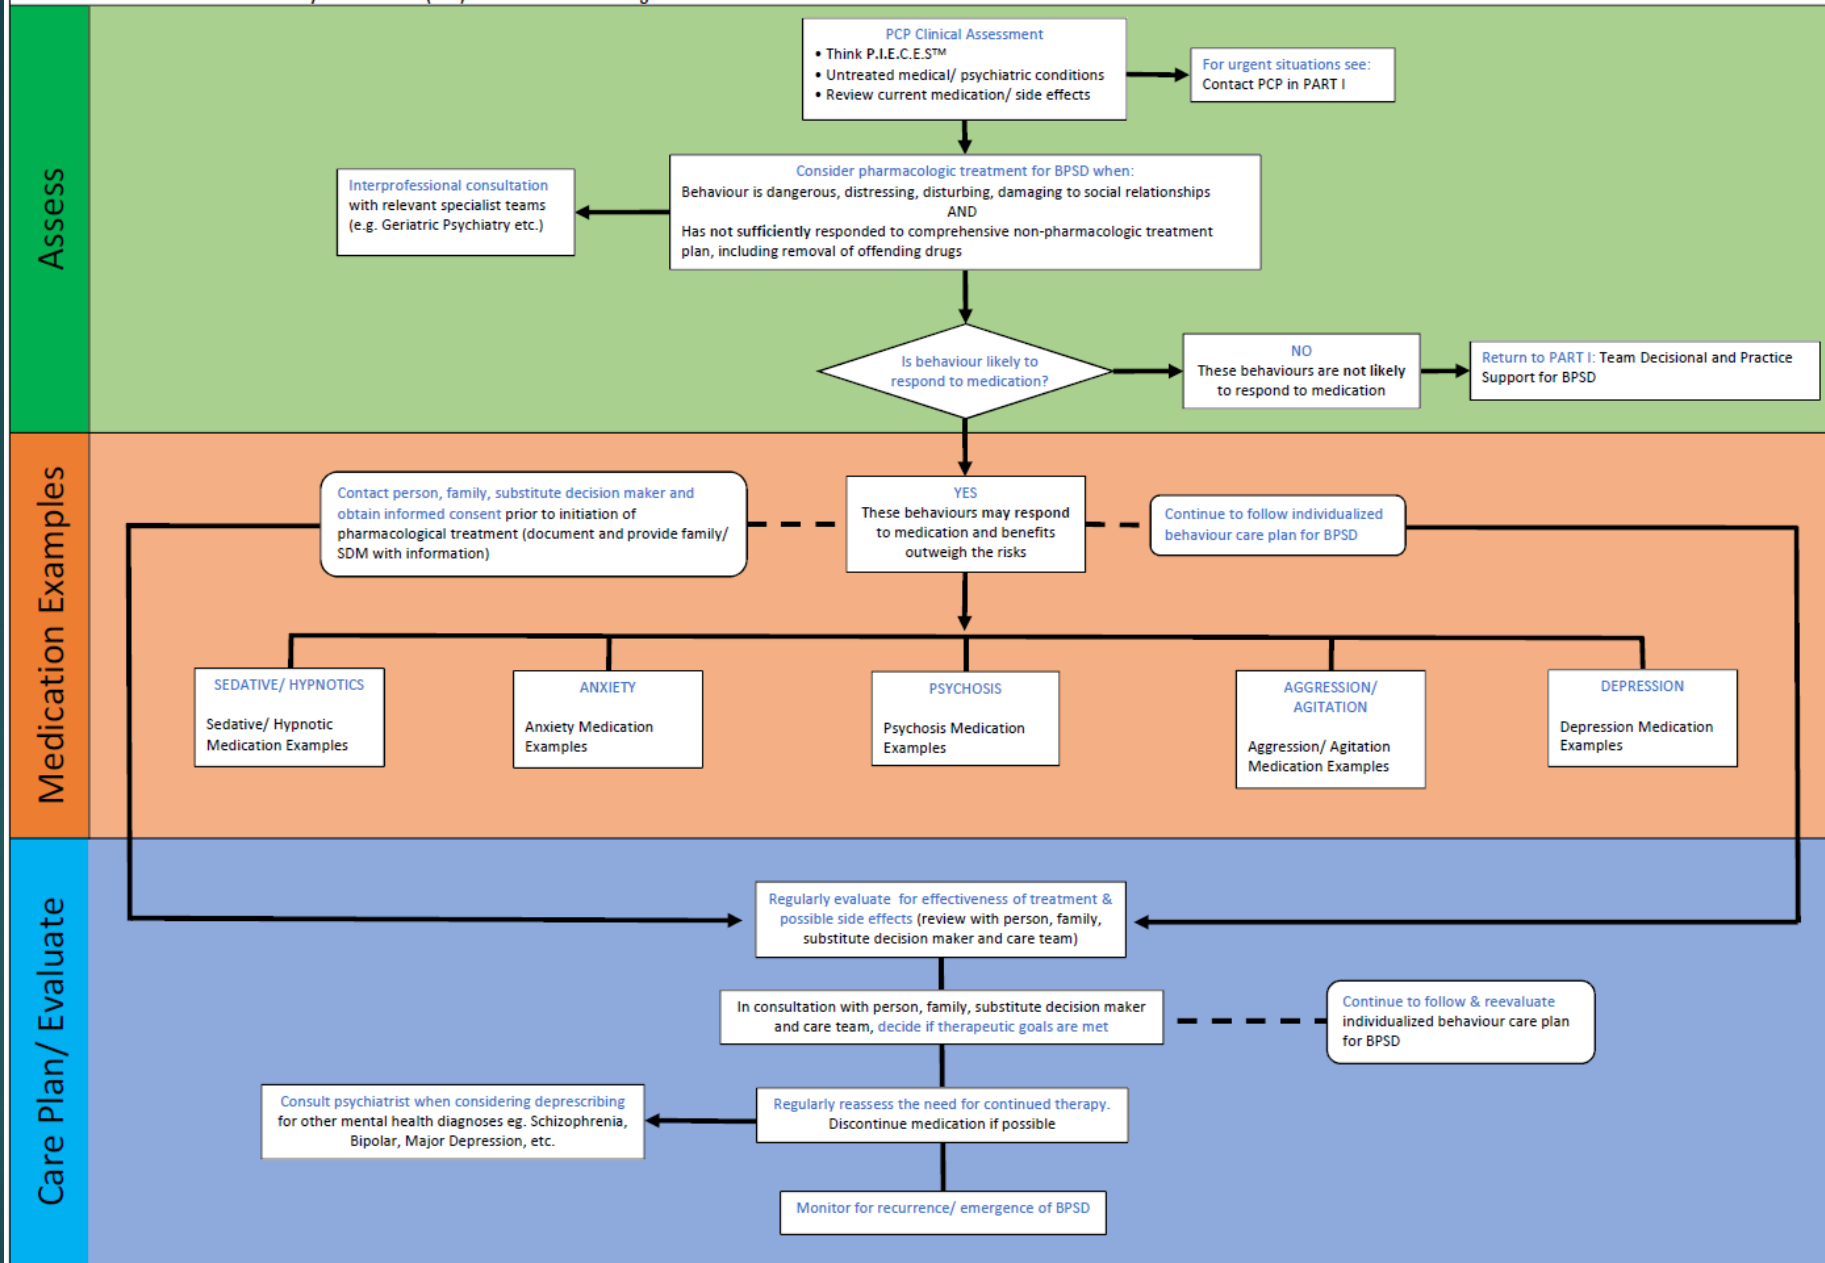 PCP Clinical Assessment
• Think P.I.E.C.E.S™
• Untreated medical/ psychiatric conditions
• Review current medication/ side effects
For urgent situations see:
Contact PCP in PART I
Assess
Interprofessional consultation
with relevant specialist teams
(e.g. Geriatric Psychiatry etc.)
Consider pharmacologic treatment for BPSD when:
Behaviour is dangerous, distressing, disturbing, damaging to social relationships
AND
Has not sufficiently responded to comprehensive non-pharmacologic treatment
plan, including removal of offending drugs
Is behaviour likely to
respond to medication?
NO
These behaviours are not likely
to respond to medication
Return to PART I: Team Decisional and Practice
Support for BPSD
Medication Examples
Contact person, family, substitute decision maker and
obtain informed consent prior to initiation of
pharmacological treatment (document and provide family/
SDM with information)
YES
These behaviours may respond
to medication and benefits
outweigh the risks
Continue to follow individualized
behaviour care plan for BPSD
SEDATIVE/ HYPNOTICS
Sedative/ Hypnotic
Medication Examples
ANXIETY
Anxiety Medication
Examples
PSYCHOSIS
Psychosis Medication
Examples
AGGRESSION/
AGITATION
Aggression/ Agitation
Medication Examples
DEPRESSION
Depression Medication
Examples
Care Plan/ Evaluate
Regularly evaluate for effectiveness of treatment &
possible side effects (review with person, family,
substitute decision maker and care team)
In consultation with person, family, substitute decision maker
and care team, decide if therapeutic goals are met
Continue to follow & reevaluate
individualized behaviour care plan
for BPSD
Consult psychiatrist when considering deprescribing
for other mental health diagnoses eg. Schizophrenia,
Bipolar, Major Depression, etc.
Regularly reassess the need for continued therapy.
Discontinue medication if possible
Monitor for recurrence/ emergence of BPSD